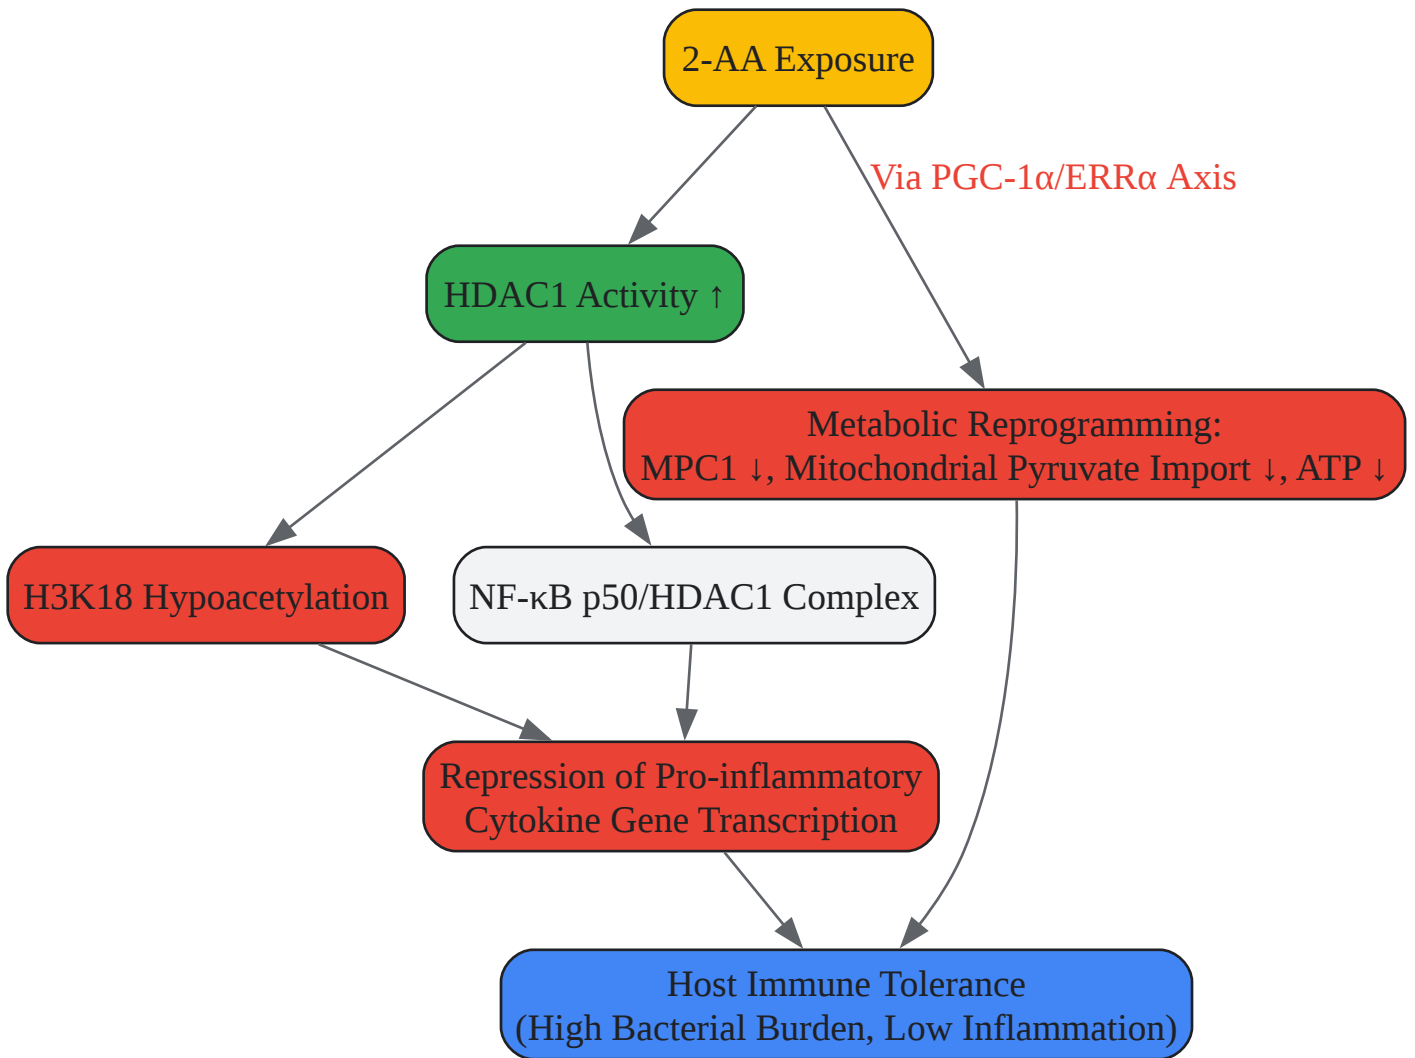 2-AA Exposure
Via PGC-1α/ERRα Axis
HDAC1 Activity ↑
Metabolic Reprogramming:
MPC1 ↓, Mitochondrial Pyruvate Import ↓, ATP ↓
H3K18 Hypoacetylation
NF-κB p50/HDAC1 Complex
Repression of Pro-inflammatory
Cytokine Gene Transcription
Host Immune Tolerance
(High Bacterial Burden, Low Inflammation)